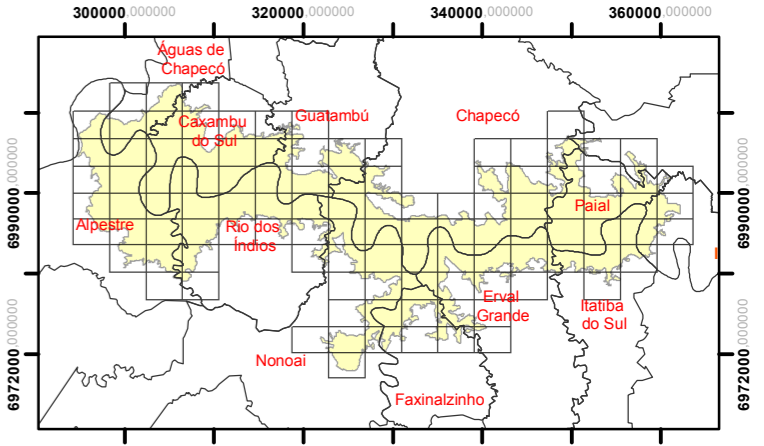 300000,000000 320000,000000 340000,000000 360000,000000
Águas de
Chapecó
Caxambu
do Sul
Guatambú
Chapecó
6990000,000000
6990000,000000
Alpestre
Rio dos
Índios
Paial
Erval
Grande
Itatiba
do Sul
6972000,000000
6972000,000000
Nonoai
Faxinalzinho